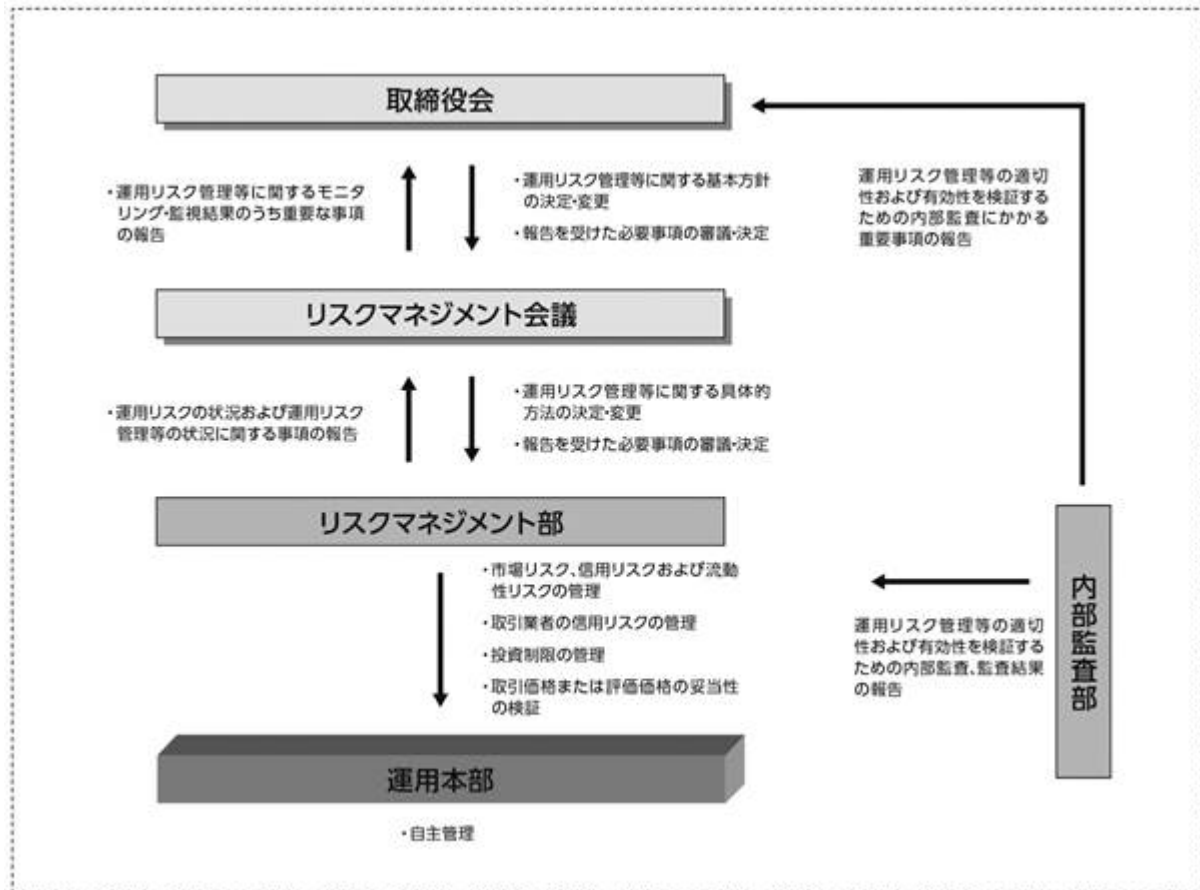 取締役会
・運用リスク管理等に関するモニタ
リング・監視結果のうち重要な事項
の報告
・運用リスク管理等に関する基本方針
の決定・変更
・報告を受けた必要事項の審議・決定
運用リスク管理等の適切
性および有効性を検証する
ための内部監査にかかる
重要事項の報告
リスクマネジメント会議
・運用リスクの状況および運用リスク
管理等の状況に関する事項の報告
・運用リスク管理等に関する具体的
方法の決定・変更
・報告を受けた必要事項の審議・決定
リスクマネジメント部
・市場リスク、信用リスクおよび流動
性リスクの管理
・取引業者の信用リスクの管理
・投資制限の管理
・取引価格または評価価格の妥当性
の検証
運用リスク管理等の適切
性および有効性を検証する
ための内部監査、監査結果
の報告
内部監査部
運用本部
・自主管理